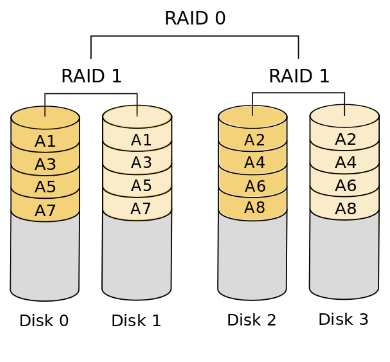 RAID 0
RAID 1 RAID 1
A1 A1 A2 A2
A3 A3 A4 A4
A5 A5 A6 A6
A7 A7 A8 A8
Disk 0 Disk 1 Disk 2 Disk 3